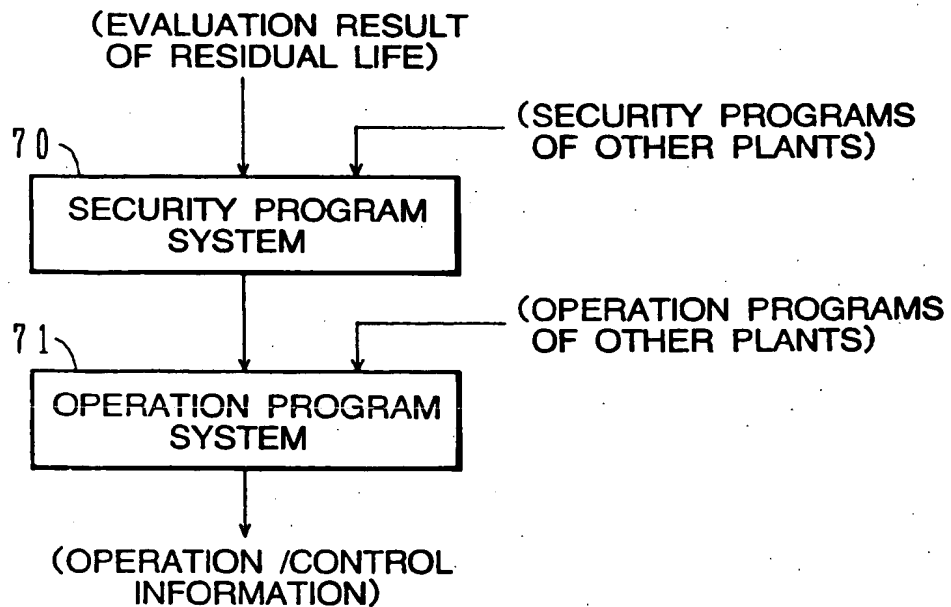 (EVALUATION RESULT
OF RESIDUAL LIFE)
(SECURITY PROGRAMS
OF OTHER PLANTS)
70
SECURITY PROGRAM
SYSTEM
(OPERATION PROGRAMS
OF OTHER PLANTS)
71
OPERATION PROGRAM
SYSTEM
(OPERATION /CONTROL
INFORMATION)